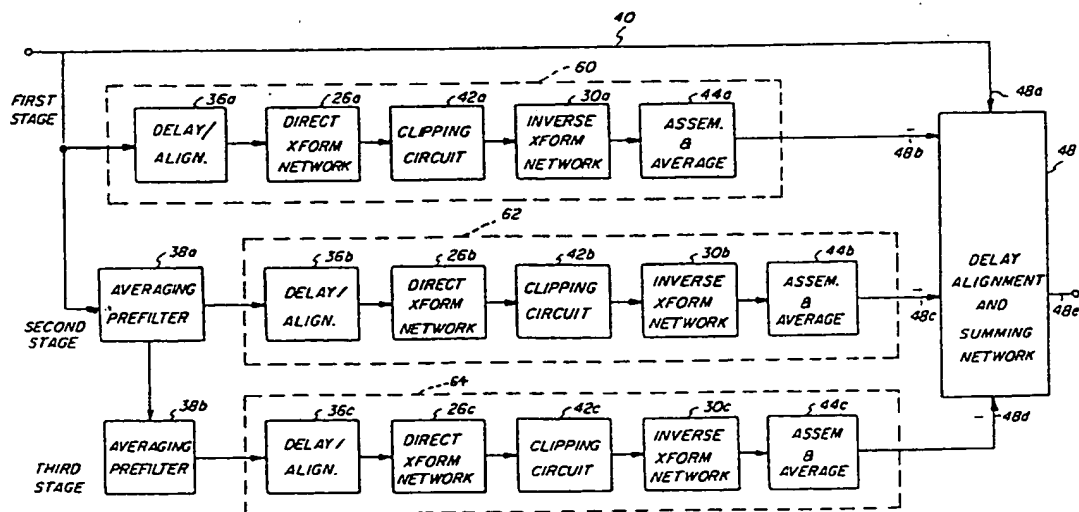 40
60
FIRST
STAGE
36a
26a
42a
30a
44a
48a
DELAY/
ALIGN.
DIRECT
XFORM
NETWORK
CLIPPING
CIRCUIT
INVERSE
XFORM
NETWORK
ASSEM.
&
AVERAGE
-
48b
48
62
38a
36b
26b
42b
30b
44b
AVERAGING
PREFILTER
SECOND
STAGE
DELAY/
ALIGN.
DIRECT
XFORM
NETWORK
CLIPPING
CIRCUIT
INVERSE
XFORM
NETWORK
ASSEM.
&
AVERAGE
-
48c
DELAY
ALIGNMENT
AND
SUMMING
NETWORK
48e
64
38b
36c
26c
42c
30c
44c
- 48d
AVERAGING
PREFILTER
THIRD
STAGE
DELAY/
ALIGN.
DIRECT
XFORM
NETWORK
CLIPPING
CIRCUIT
INVERSE
XFORM
NETWORK
ASSEM
&
AVERAGE